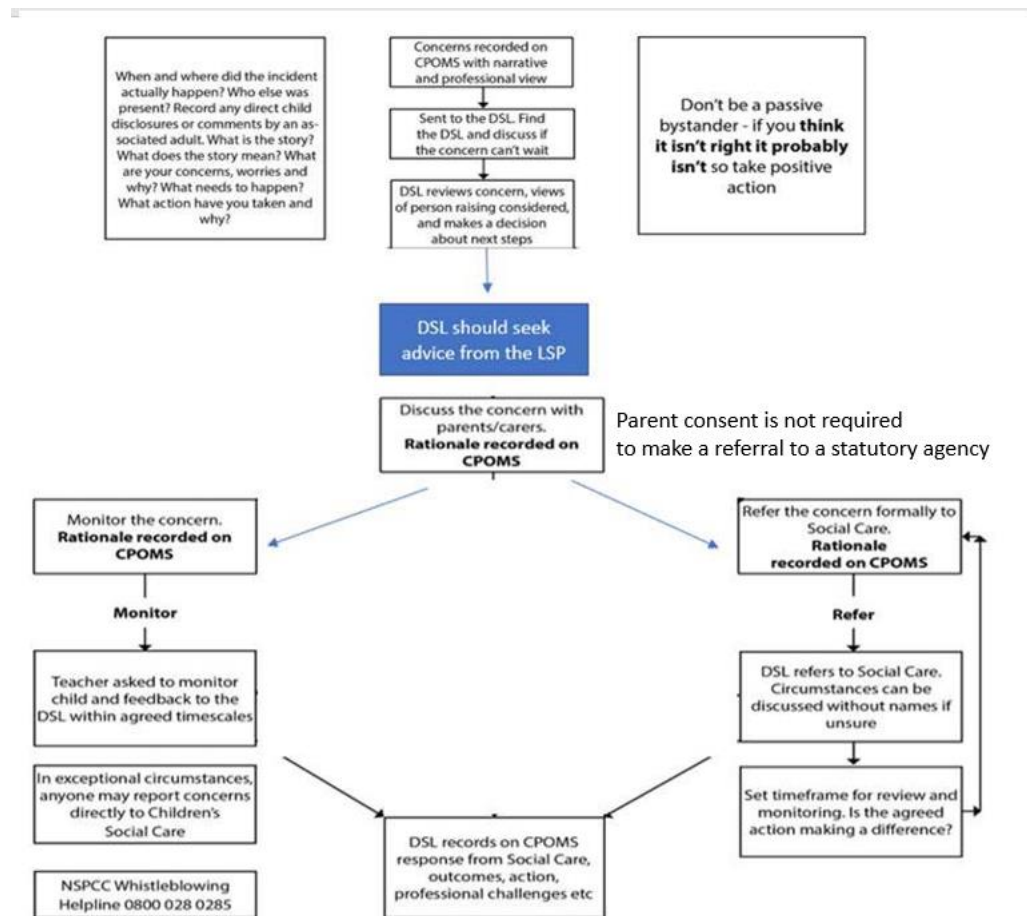 When and where did the incident
actually happen? Who else was
present? Record any direct child
disclosures or comments by an as-
sociated adult. What is the story?
What does the story mean? What
are your concerns, worries and
why? What needs to happen?
What action have you taken and
why?
Concerns recorded on
CPOMS with narrative
and professional view
Sent to the DSL. Find
the DSL and discuss if
the concern can't wait
DSL reviews concern, views
of person raising considered,
and makes a decision
about next steps
Don't be a passive
bystander - if you think
it isn't right it probably
isn't so take positive
action
DSL should seek
advice from the LSP
Discuss the concern with
parents/carers.
Rationale recorded on
CPOMS
Parent consent is not required
to make a referral to a statutory agency
Monitor the concern.
Rationale recorded on
CPOMS
Monitor
Teacher asked to monitor
child and feedback to the
DSL within agreed timescales
In exceptional circumstances,
anyone may report concerns
directly to Children's
Social Care
NSPCC Whistleblowing
Helpline 0800 028 0285
Refer the concern formally to
Social Care.
Rationale
recorded on CPOMS
Refer
DSL refers to Social Care.
Circumstances can be
discussed without names if
unsure
Set timeframe for review and
monitoring. Is the agreed
action making a difference?
DSL records on CPOMS
response from Social Care,
outcomes, action,
professional challenges etc